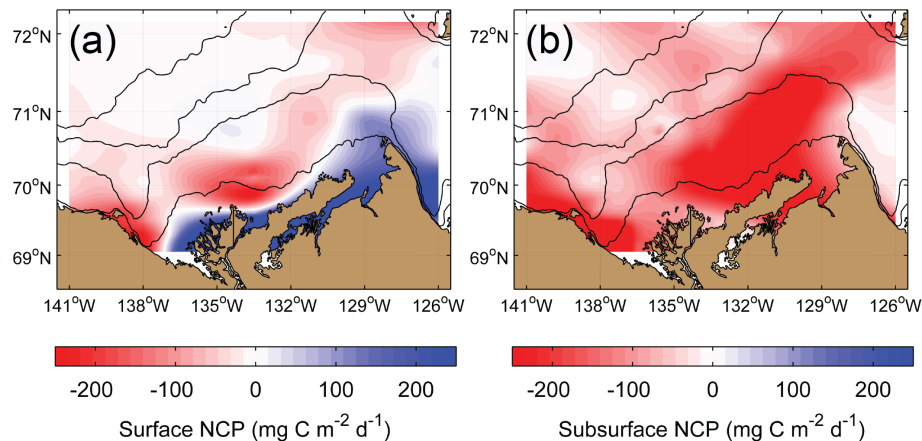 (a)
72°N
71°N
70°N
69°N
141°W 138°W 135°W 132°W 129°W 126°W
-200 -100 0 100 200
Surface NCP (mg C m⁻² d⁻¹)
(b)
72°N
71°N
70°N
69°N
141°W 138°W 135°W 132°W 129°W 126°W
-200 -100 0 100 200
Subsurface NCP (mg C m⁻² d⁻¹)